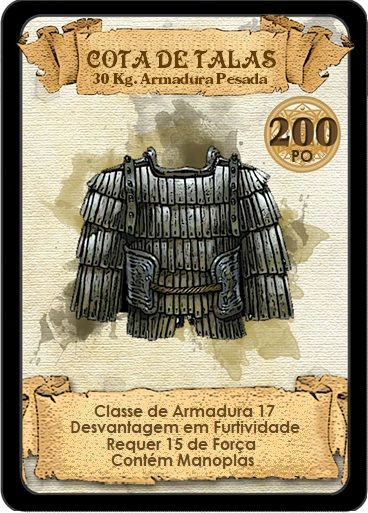 COTA DE TALAS
30 Kg. Armadura Pesada
200
PO
Classe de Armadura 17
Desvantagem em Furtividade
Requer 15 de Força
Contém Manoplas